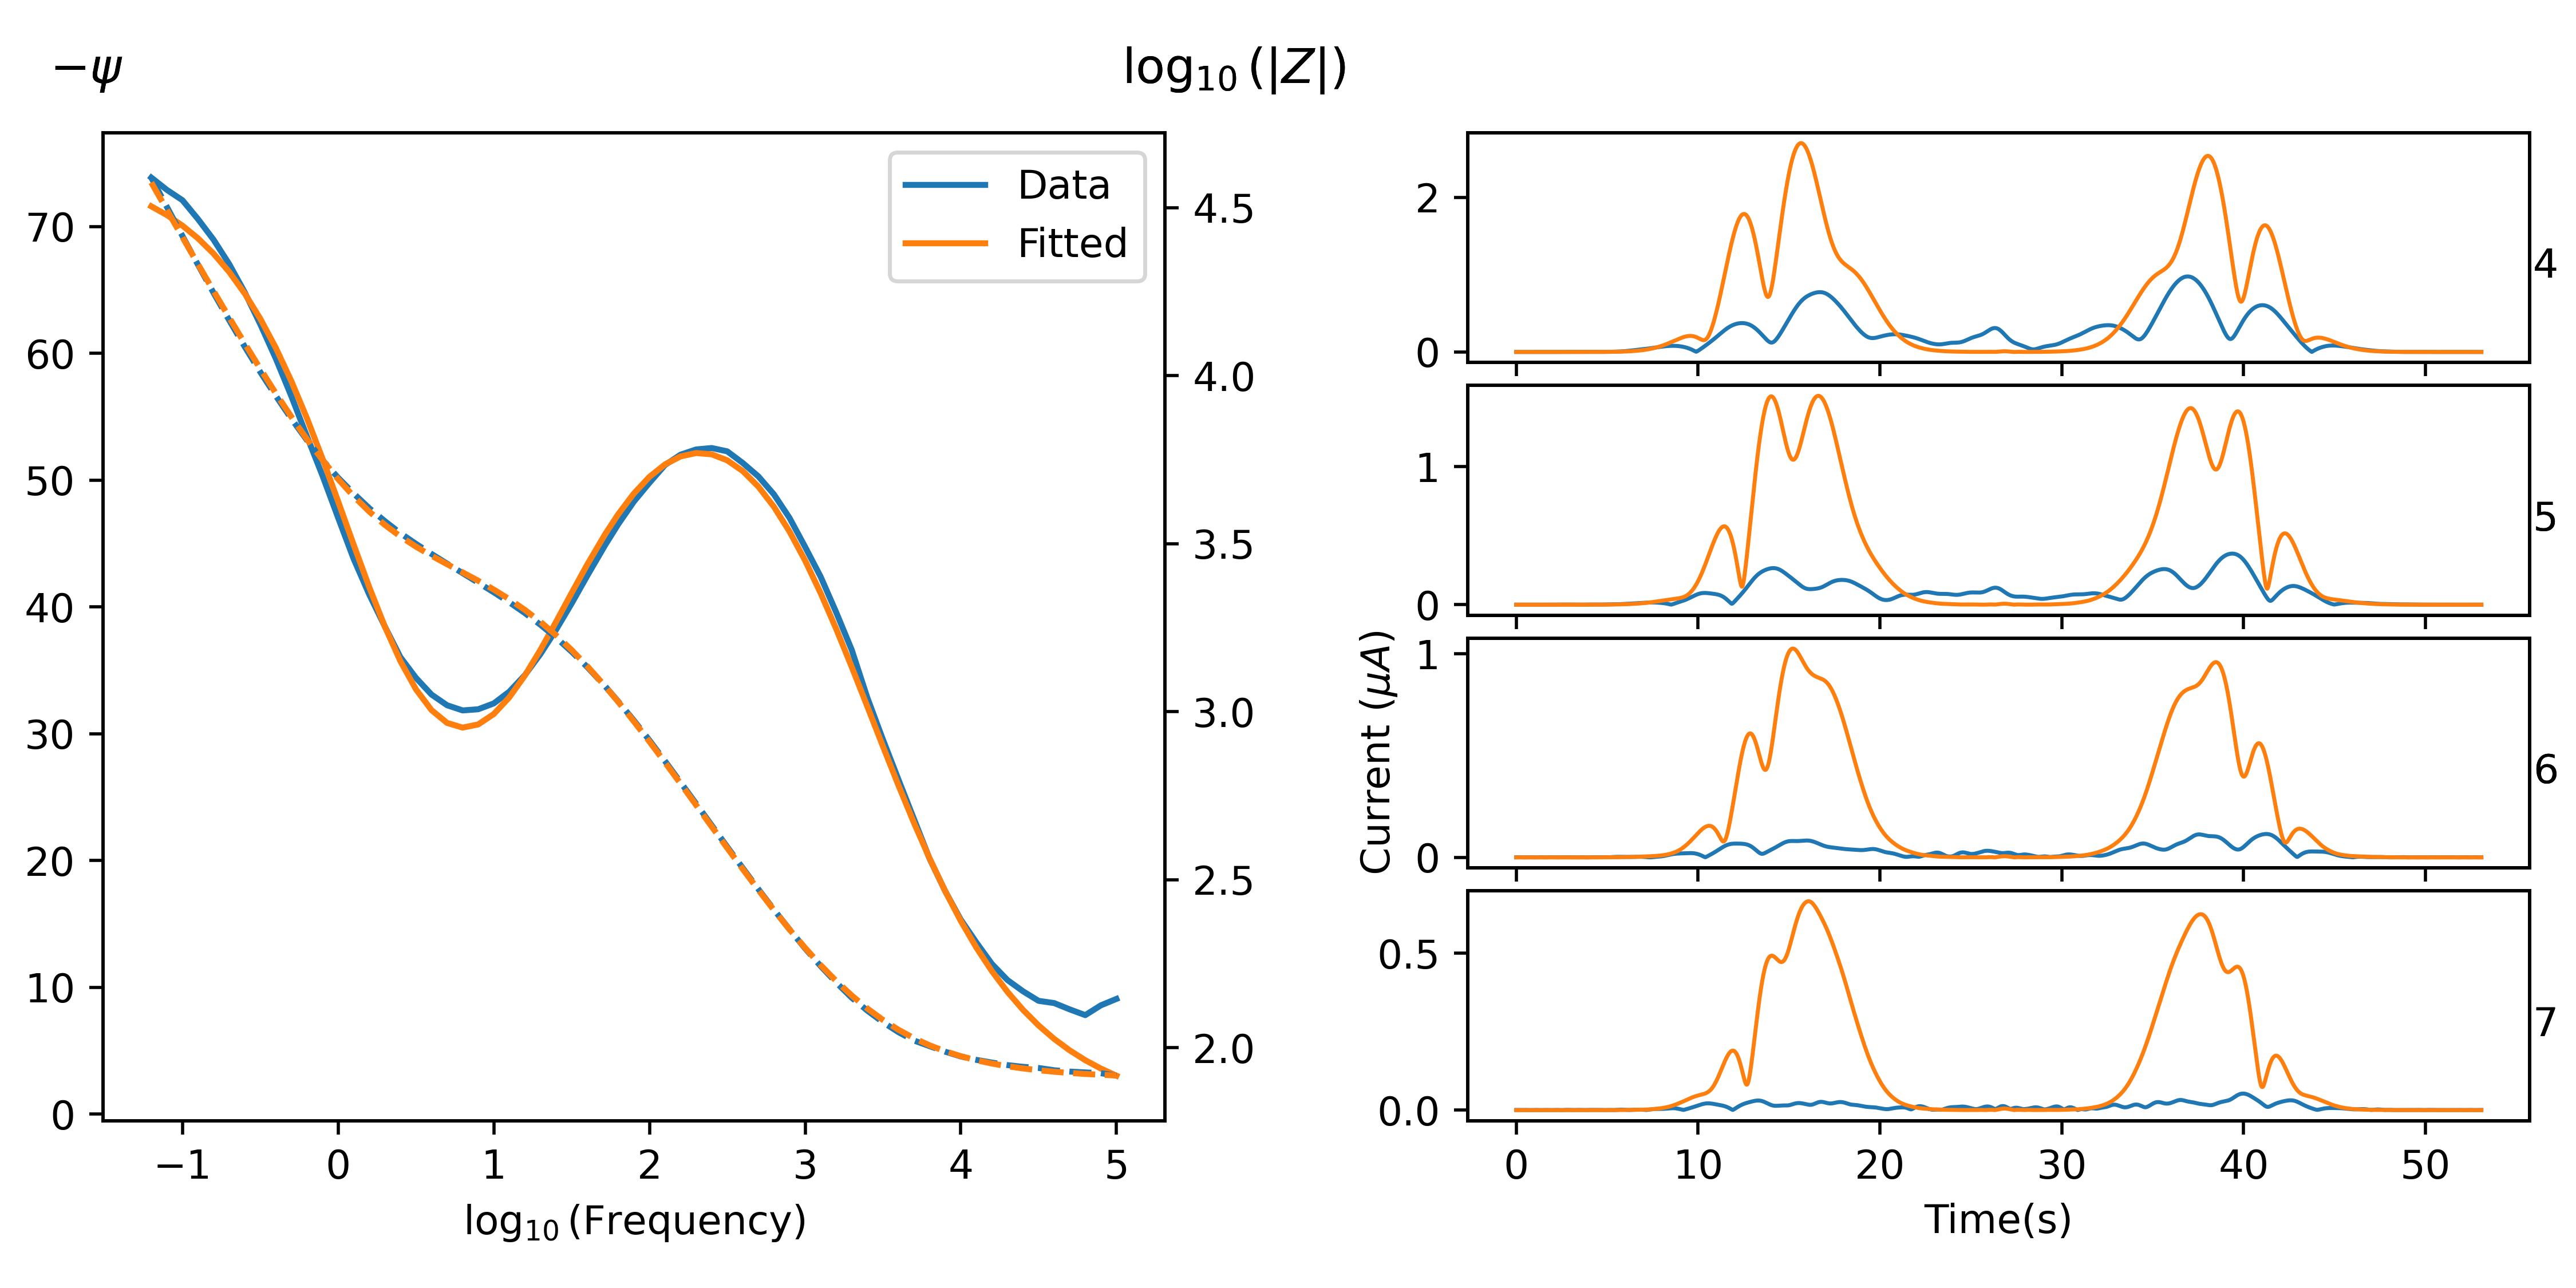 −ψ
log₁₀(|Z|)
Data
Fitted
70
60
50
40
30
20
10
0
4.5
4.0
3.5
3.0
2.5
2.0
−1 0 1 2 3 4 5
log₁₀(Frequency)
Current (μA)
2
0
4
1
0
5
1
0
6
0.5
0.0
7
0 10 20 30 40 50
Time(s)